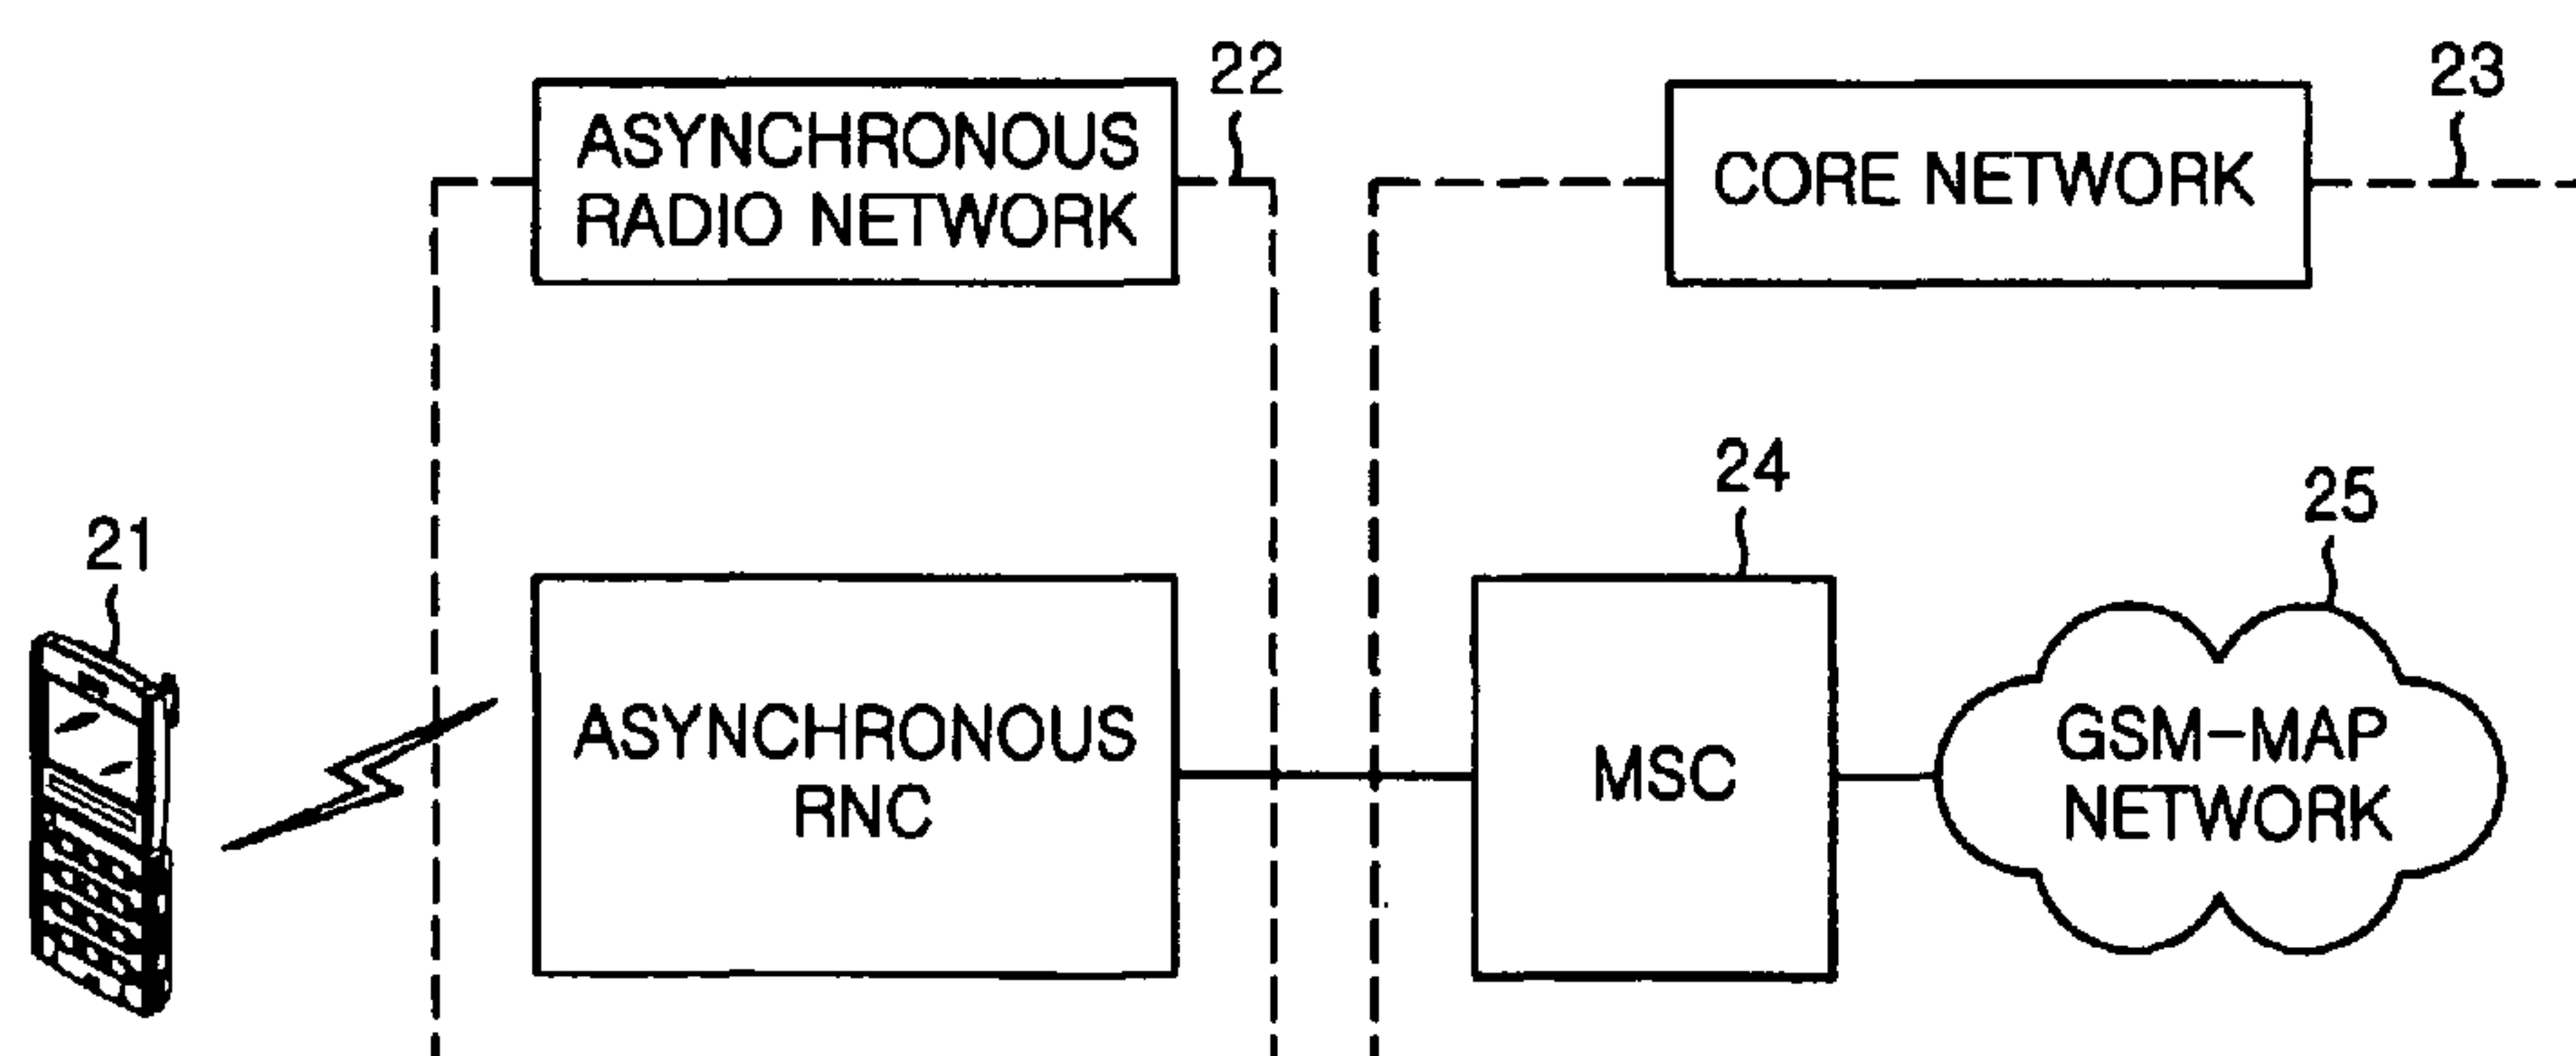 22
23
ASYNCHRONOUS
RADIO NETWORK
CORE NETWORK
24
25
21
ASYNCHRONOUS
RNC
MSC
GSM-MAP
NETWORK